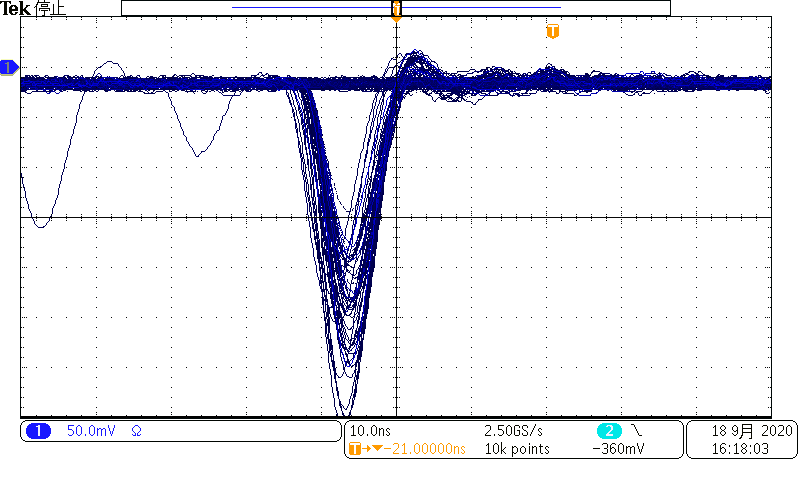 Tek 停止
T
T
1
1 50.0mV Ω 10.0ns 2.50GS/s 2 18 9月 2020
T→▼-21.00000ns 10k points -360mV 16:18:03